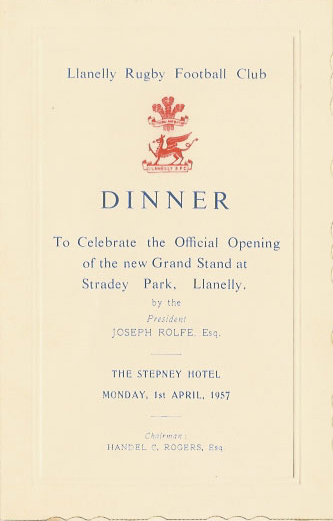 Llanelly Rugby Football Club
LLANELLY R.F.C.
DINNER
To Celebrate the Official Opening
of the new Grand Stand at
Stradey Park, Llanelly.
by the
President
JOSEPH ROLFE, Esq.
THE STEPNEY HOTEL
MONDAY, 1st APRIL, 1957
Chairman :
HANDEL C. ROGERS, Esq.